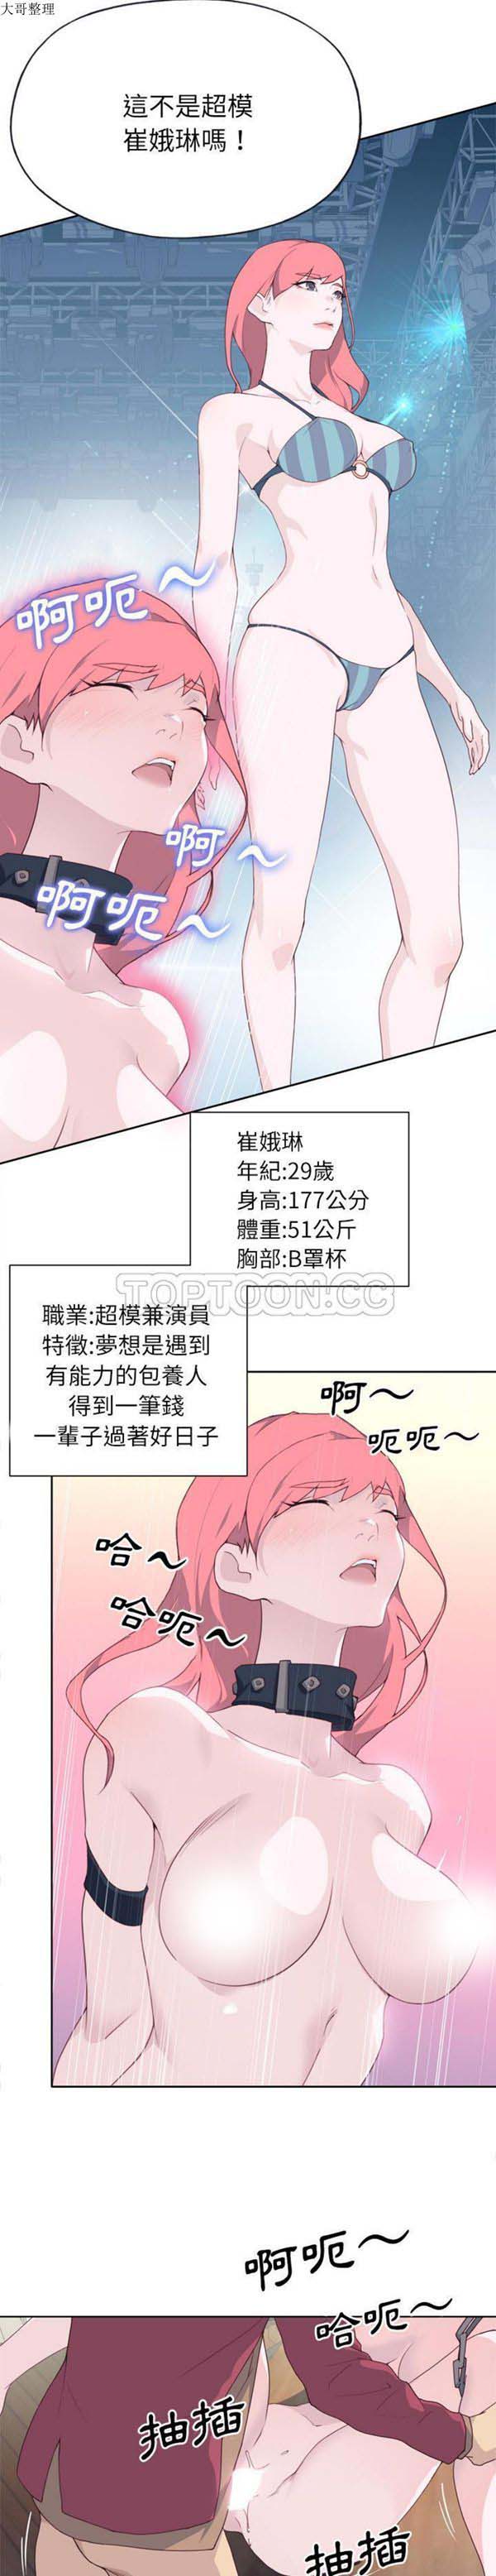 大哥整理
這不是超模
崔娥琳嗎！
啊呃～
啊～
啊呃～
崔娥琳
年紀:29歲
身高:177公分
體重:51公斤
胸部:B罩杯
TOPTOON.CC
職業:超模兼演員
特徵:夢想是遇到
有能力的包養人
得到一筆錢
一輩子過著好日子
啊～
呃呃～
哈～
哈呃～
啊呃～
哈呃～
抽插
抽插